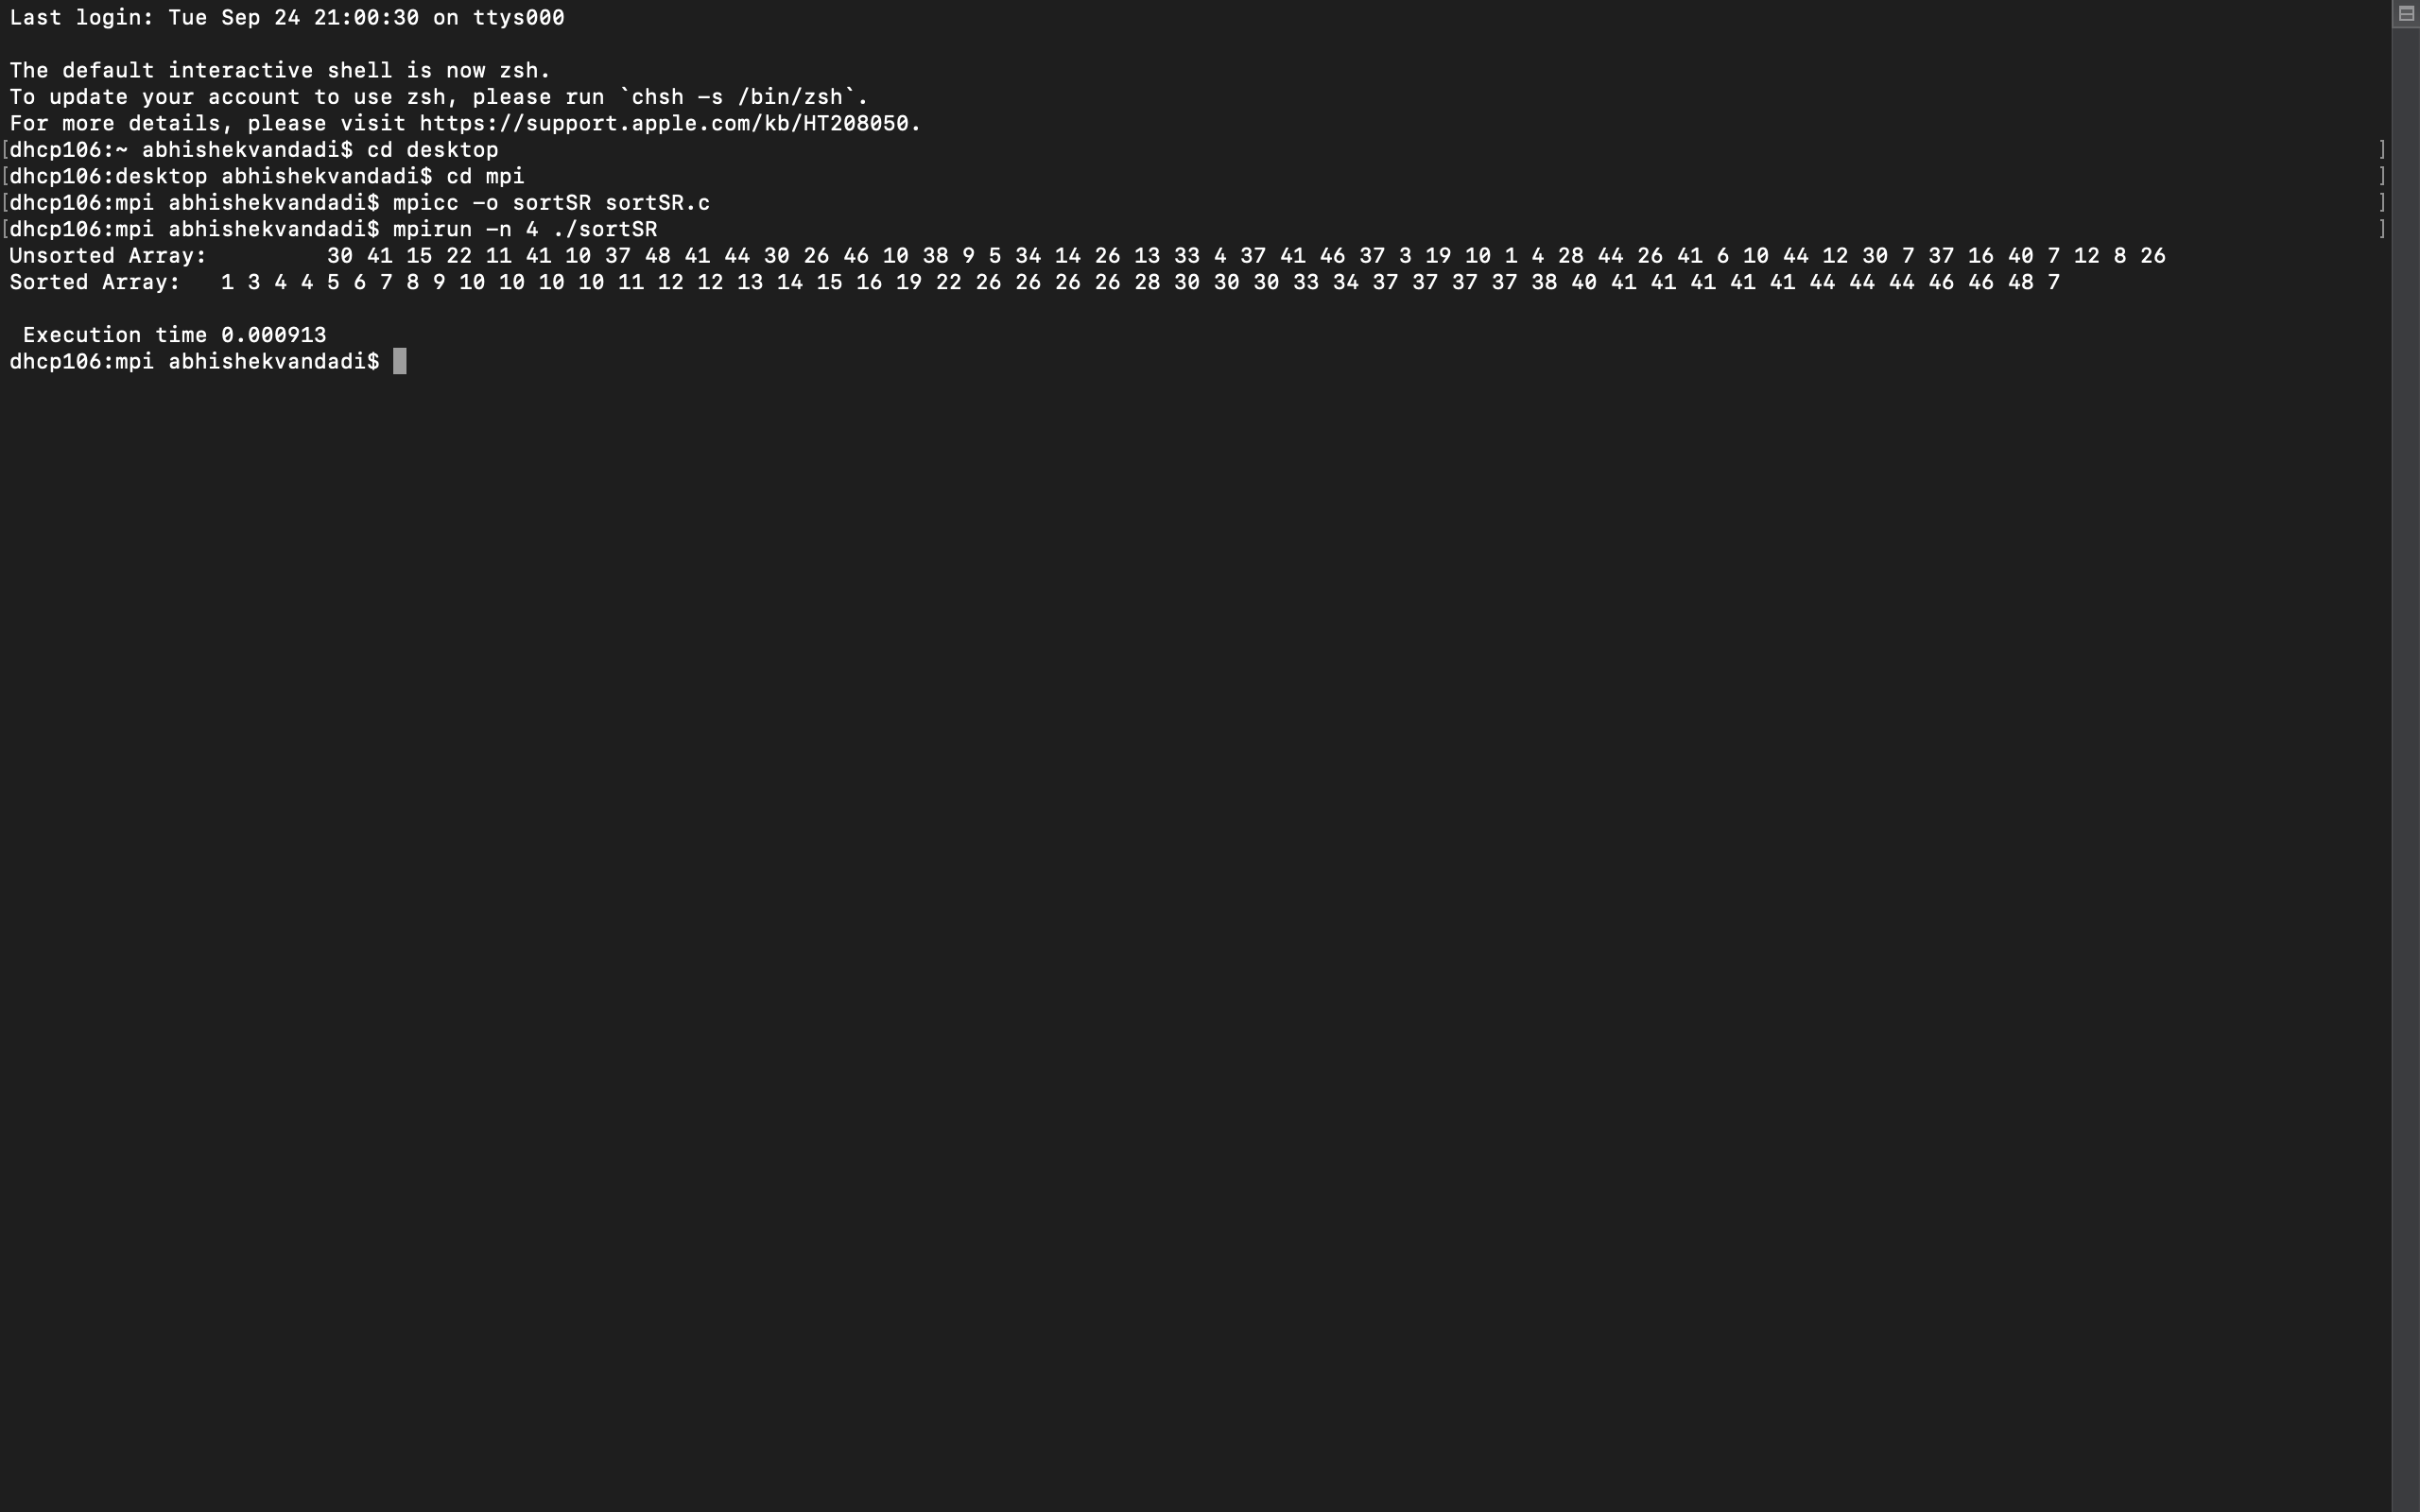 Last login: Tue Sep 24 21:00:30 on ttys000
The default interactive shell is now zsh.
To update your account to use zsh, please run `chsh -s /bin/zsh`.
For more details, please visit https://support.apple.com/kb/HT208050.
[dhcp106:~ abhishekvandadi$ cd desktop ]
[dhcp106:desktop abhishekvandadi$ cd mpi ]
[dhcp106:mpi abhishekvandadi$ mpicc -o sortSR sortSR.c ]
[dhcp106:mpi abhishekvandadi$ mpirun -n 4 ./sortSR ]
Unsorted Array: 30 41 15 22 11 41 10 37 48 41 44 30 26 46 10 38 9 5 34 14 26 13 33 4 37 41 46 37 3 19 10 1 4 28 44 26 41 6 10 44 12 30 7 37 16 40 7 12 8 26
Sorted Array: 1 3 4 4 5 6 7 8 9 10 10 10 10 11 12 12 13 14 15 16 19 22 26 26 26 26 28 30 30 30 33 34 37 37 37 37 38 40 41 41 41 41 41 44 44 44 46 46 48 7
Execution time 0.000913
dhcp106:mpi abhishekvandadi$